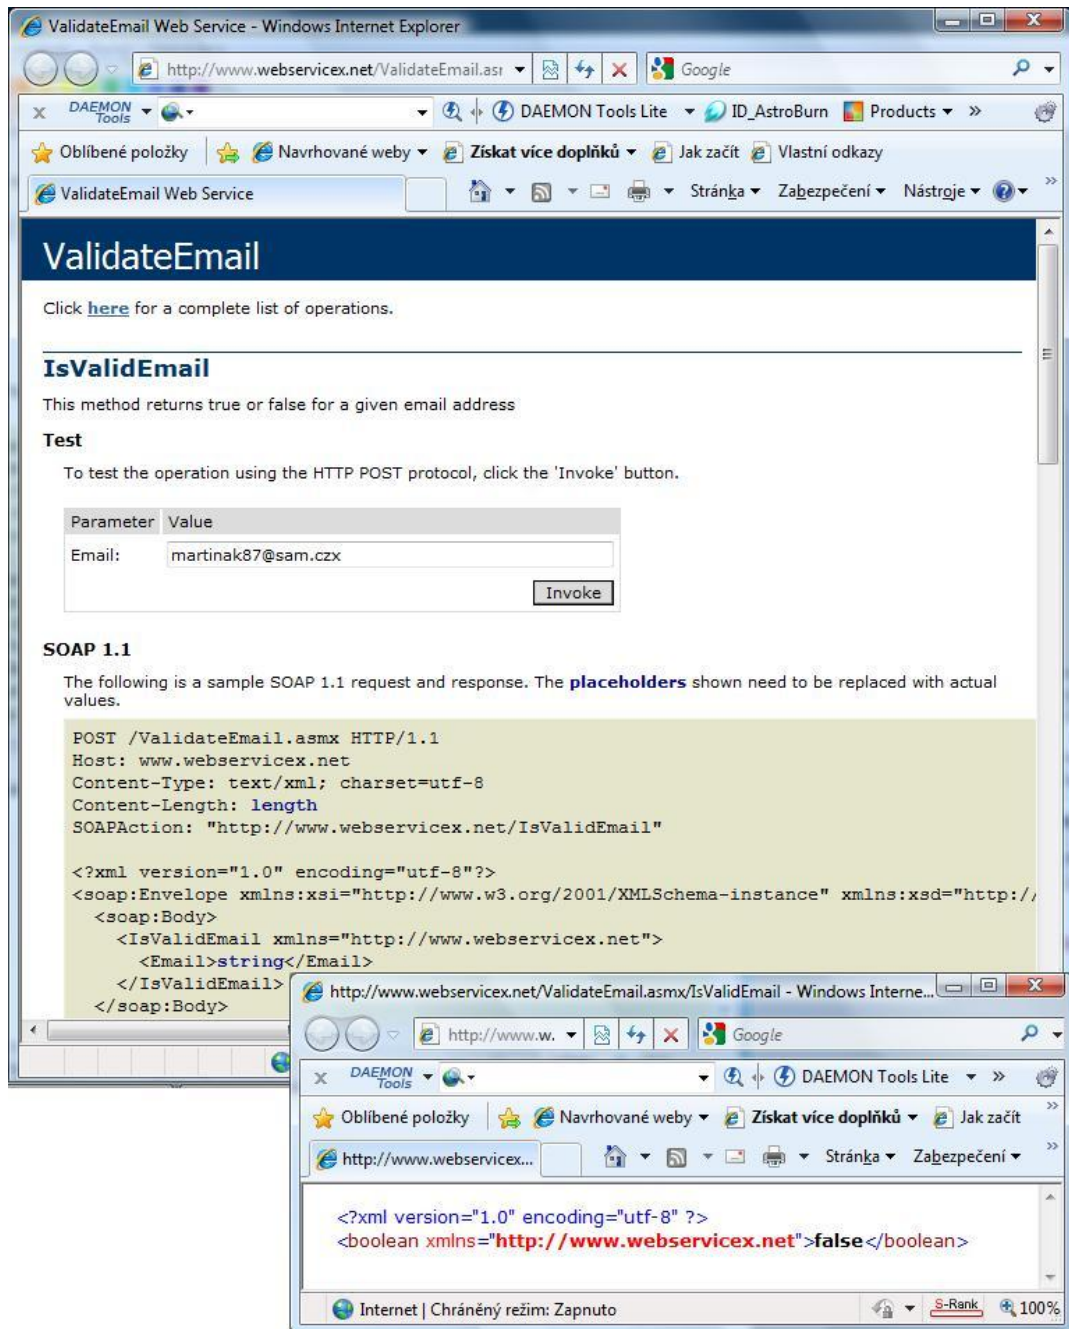 ValidateEmail Web Service - Windows Internet Explorer
http://www.webservicex.net/ValidateEmail.asr
Google
x DAEMON Tools DAEMON Tools Lite ID_AstroBurn Products »
Oblíbené položky Navrhované weby Získat více doplňků Jak začít Vlastní odkazy
ValidateEmail Web Service Stránka Zabezpečení Nástroje »
ValidateEmail
Click here for a complete list of operations.
IsValidEmail
This method returns true or false for a given email address
Test
To test the operation using the HTTP POST protocol, click the 'Invoke' button.
Parameter Value
Email: martinak87@sam.czx
Invoke
SOAP 1.1
The following is a sample SOAP 1.1 request and response. The placeholders shown need to be replaced with actual
values.
POST /ValidateEmail.asmx HTTP/1.1
Host: www.webservicex.net
Content-Type: text/xml; charset=utf-8
Content-Length: length
SOAPAction: "http://www.webservicex.net/IsValidEmail"
<?xml version="1.0" encoding="utf-8"?>
<soap:Envelope xmlns:xsi="http://www.w3.org/2001/XMLSchema-instance" xmlns:xsd="http://
<soap:Body>
<IsValidEmail xmlns="http://www.webservicex.net">
<Email>string</Email>
</IsValidEmail>
</soap:Body>
http://www.webservicex.net/ValidateEmail.asmx/IsValidEmail - Windows Interne...
http://www.w.
Google
x DAEMON Tools DAEMON Tools Lite »
Oblíbené položky Navrhované weby Získat více doplňků Jak začít »
http://www.webservicex... Stránka Zabezpečení »
<?xml version="1.0" encoding="utf-8" ?>
<boolean xmlns="http://www.webservicex.net">false</boolean>
Internet | Chráněný režim: Zapnuto S-Rank 100%